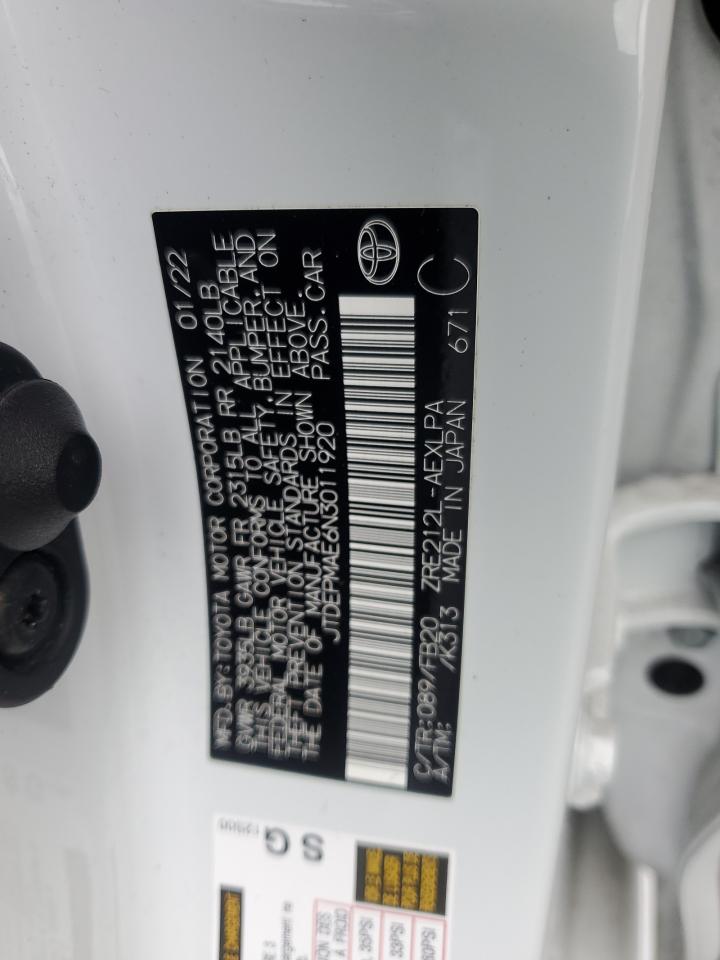 MFD.BY:TOYOTA MOTOR CORPORATION 01/22
GVWR 3935LB GAWR FR 2315LB RR 2140LB
THIS VEHICLE CONFORMS TO ALL APPLICABLE
FEDERAL MOTOR VEHICLE SAFETY,BUMPER,AND
THEFT PREVENTION STANDARDS IN EFFECT ON
THE DATE OF MANUFACTURE SHOWN ABOVE.
JTDEPMAE6N3011920 PASS.CAR
C/TR:089/FB20 ZRE212L-AEXLPA
A/TM: /K313 MADE IN JAPAN 671 C
SG
12500